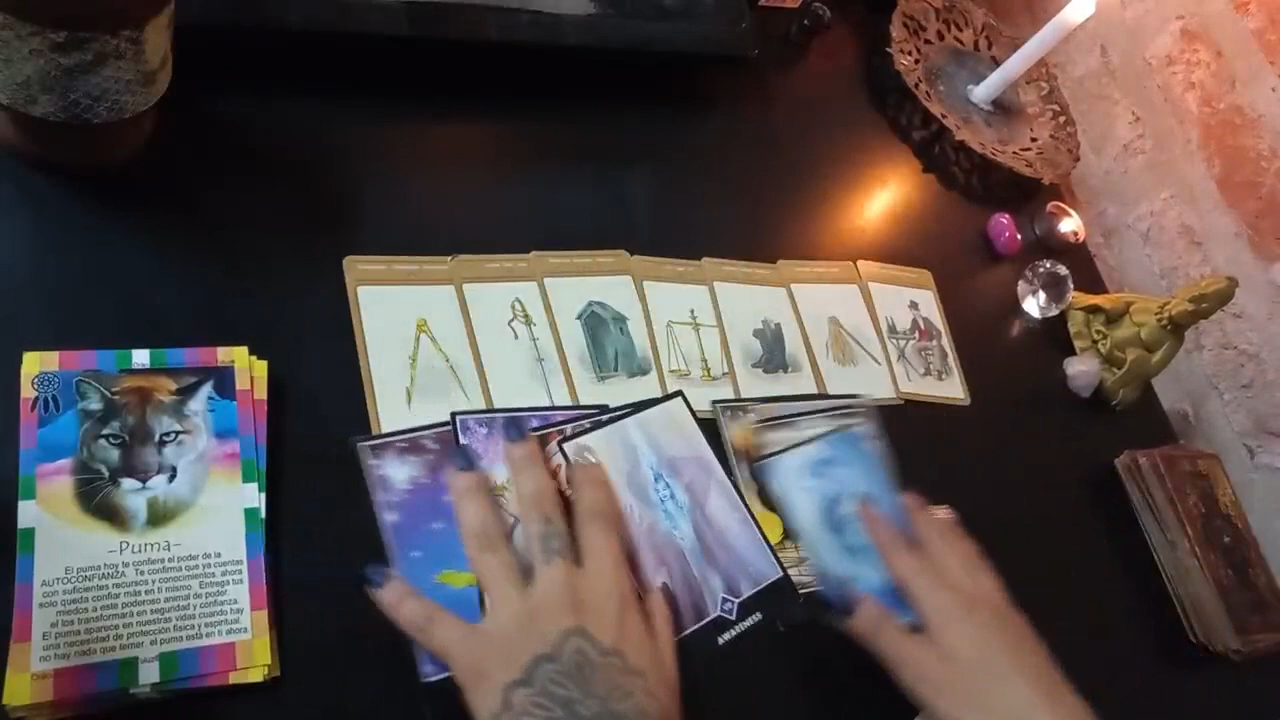 -Puma-
El puma hoy te confiere el poder de la
AUTOCONFIANZA. Te confirma que ya cuentas
con suficientes recursos y conocimientos, ahora
solo queda confiar más en ti mismo. Entrega tus
miedos a este poderoso animal de poder,
el los transformará en seguridad y confianza.
El puma aparece en nuestras vidas cuando hay
una necesidad de protección física y espiritual,
no hay nada que temer, el puma está en ti ahora.
AWARENESS